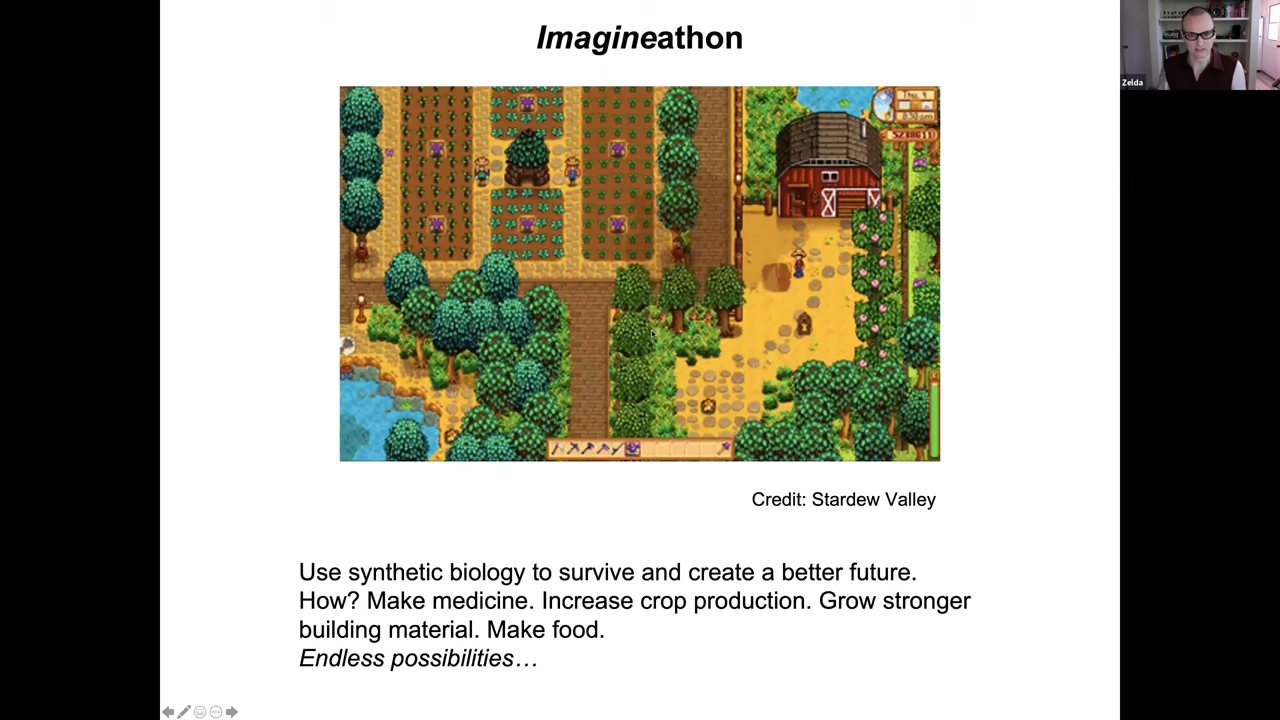 Imagineathon
Zelda
Credit: Stardew Valley
Use synthetic biology to survive and create a better future.
How? Make medicine. Increase crop production. Grow stronger
building material. Make food.
Endless possibilities…